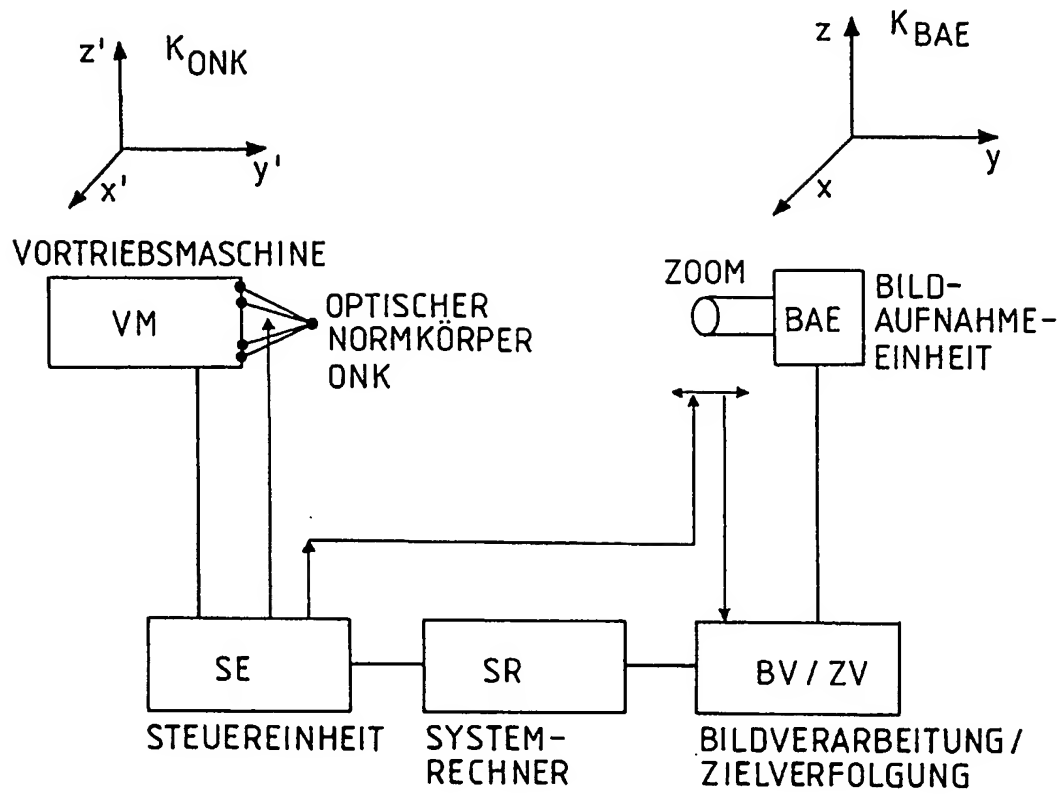 z' K_ONK
y'
x'
z K_BAE
y
x
VORTRIEBSMASCHINE
VM
OPTISCHER
NORMKÖRPER
ONK
ZOOM
BAE
BILD-
AUFNAHME-
EINHEIT
SE
STEUEREINHEIT
SR
SYSTEM-
RECHNER
BV / ZV
BILDVERARBEITUNG/
ZIELVERFOLGUNG